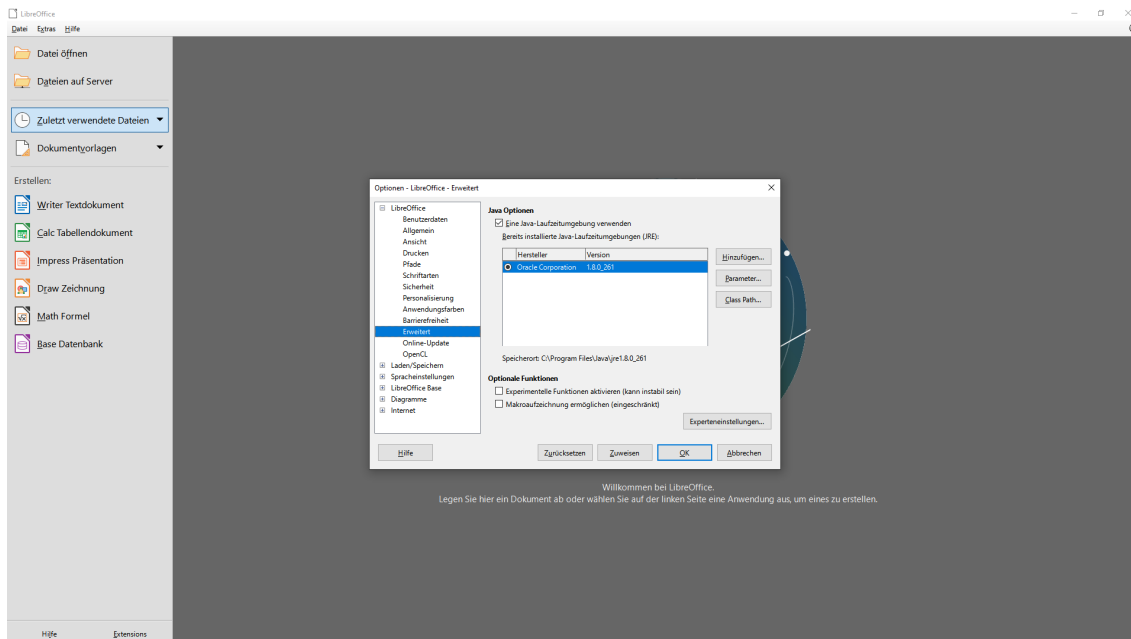 LibreOffice
Datei Extras Hilfe
Datei öffnen
Dateien auf Server
Zuletzt verwendete Dateien
Dokumentvorlagen
Erstellen:
Writer Textdokument
Calc Tabellendokument
Impress Präsentation
Draw Zeichnung
Math Formel
Base Datenbank
Hilfe Extensions
Optionen - LibreOffice - Erweitert
LibreOffice
Benutzerdaten
Allgemein
Ansicht
Drucken
Pfade
Schriftarten
Sicherheit
Personalisierung
Anwendungsfarben
Barrierefreiheit
Erweitert
Online-Update
OpenCL
Laden/Speichern
Spracheinstellungen
LibreOffice Base
Diagramme
Internet
Java Optionen
Eine Java-Laufzeitumgebung verwenden
Bereits installierte Java-Laufzeitumgebungen (JRE):
Hersteller Version
Oracle Corporation 1.8.0_261
Hinzufügen...
Parameter...
Class Path...
Speicherort: C:\Program Files\Java\jre1.8.0_261
Optionale Funktionen
Experimentelle Funktionen aktivieren (kann instabil sein)
Makroaufzeichnung ermöglichen (eingeschränkt)
Experteneinstellungen...
Hilfe Zurücksetzen Zuweisen OK Abbrechen
Willkommen bei LibreOffice.
Legen Sie hier ein Dokument ab oder wählen Sie auf der linken Seite eine Anwendung aus, um eines zu erstellen.